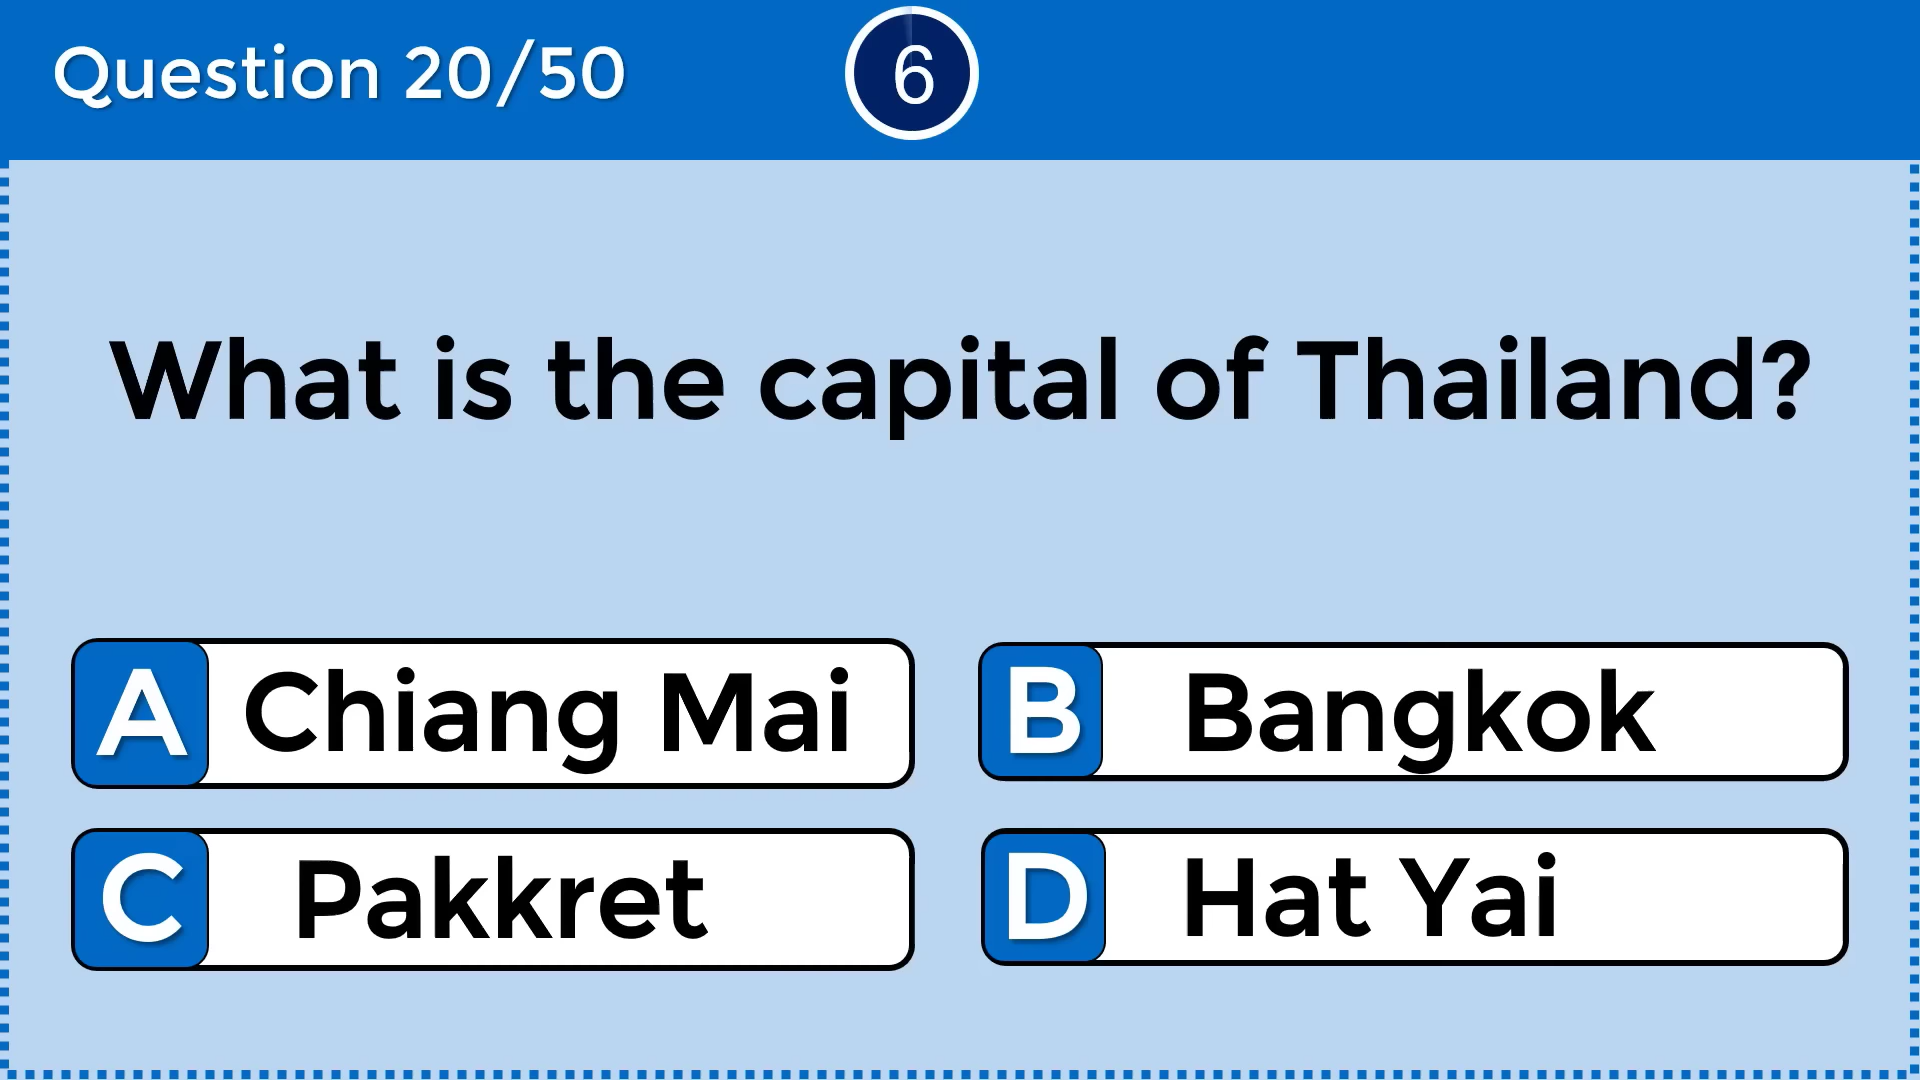 Question 20/50
6
What is the capital of Thailand?
A Chiang Mai
B Bangkok
C Pakkret
D Hat Yai